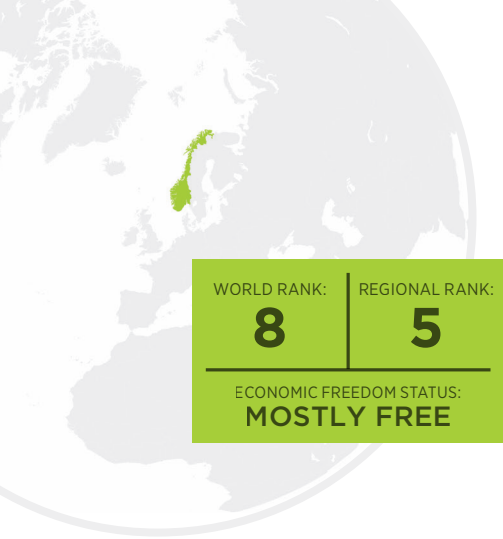 WORLD RANK:
8
REGIONAL RANK:
5
ECONOMIC FREEDOM STATUS:
MOSTLY FREE